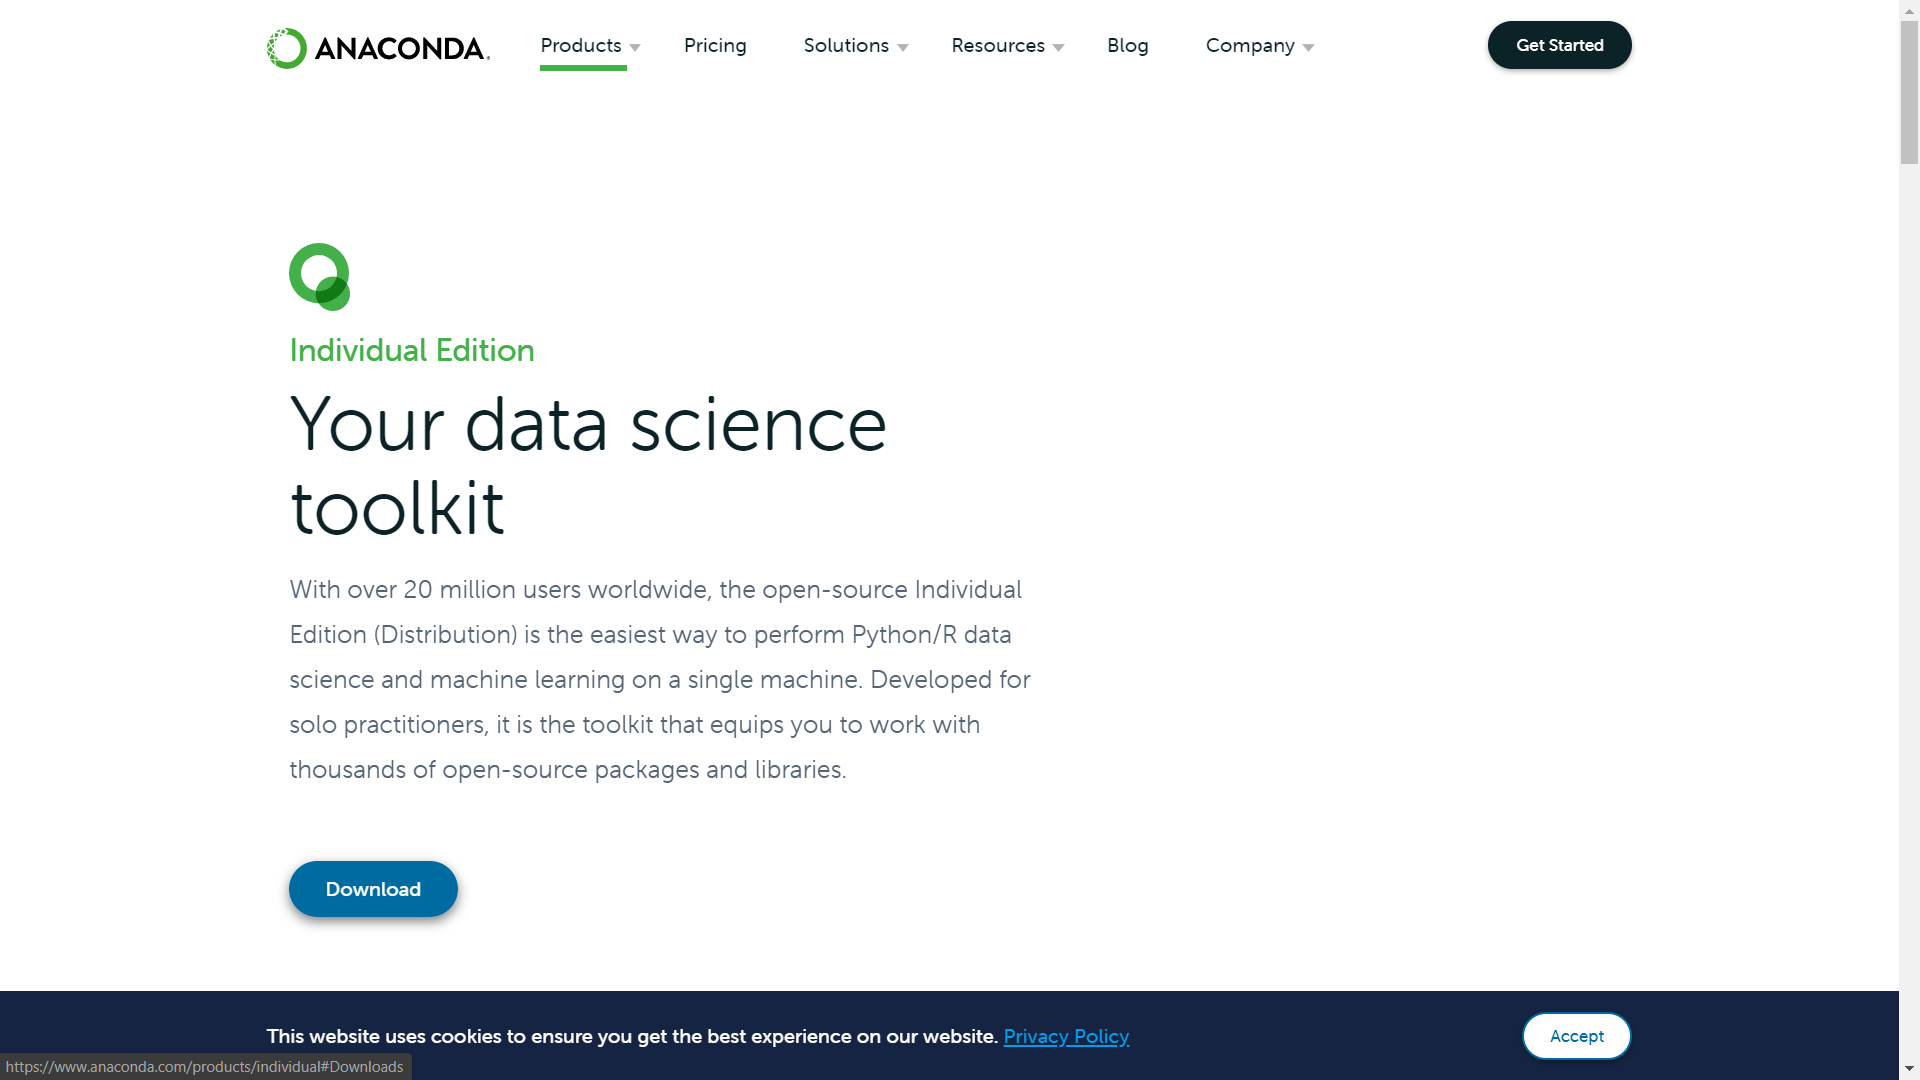 ANACONDA.
Products
Pricing
Solutions
Resources
Blog
Company
Get Started
Individual Edition
Your data science
toolkit
With over 20 million users worldwide, the open-source Individual
Edition (Distribution) is the easiest way to perform Python/R data
science and machine learning on a single machine. Developed for
solo practitioners, it is the toolkit that equips you to work with
thousands of open-source packages and libraries.
Download
This website uses cookies to ensure you get the best experience on our website. Privacy Policy
Accept
https://www.anaconda.com/products/individual#Downloads